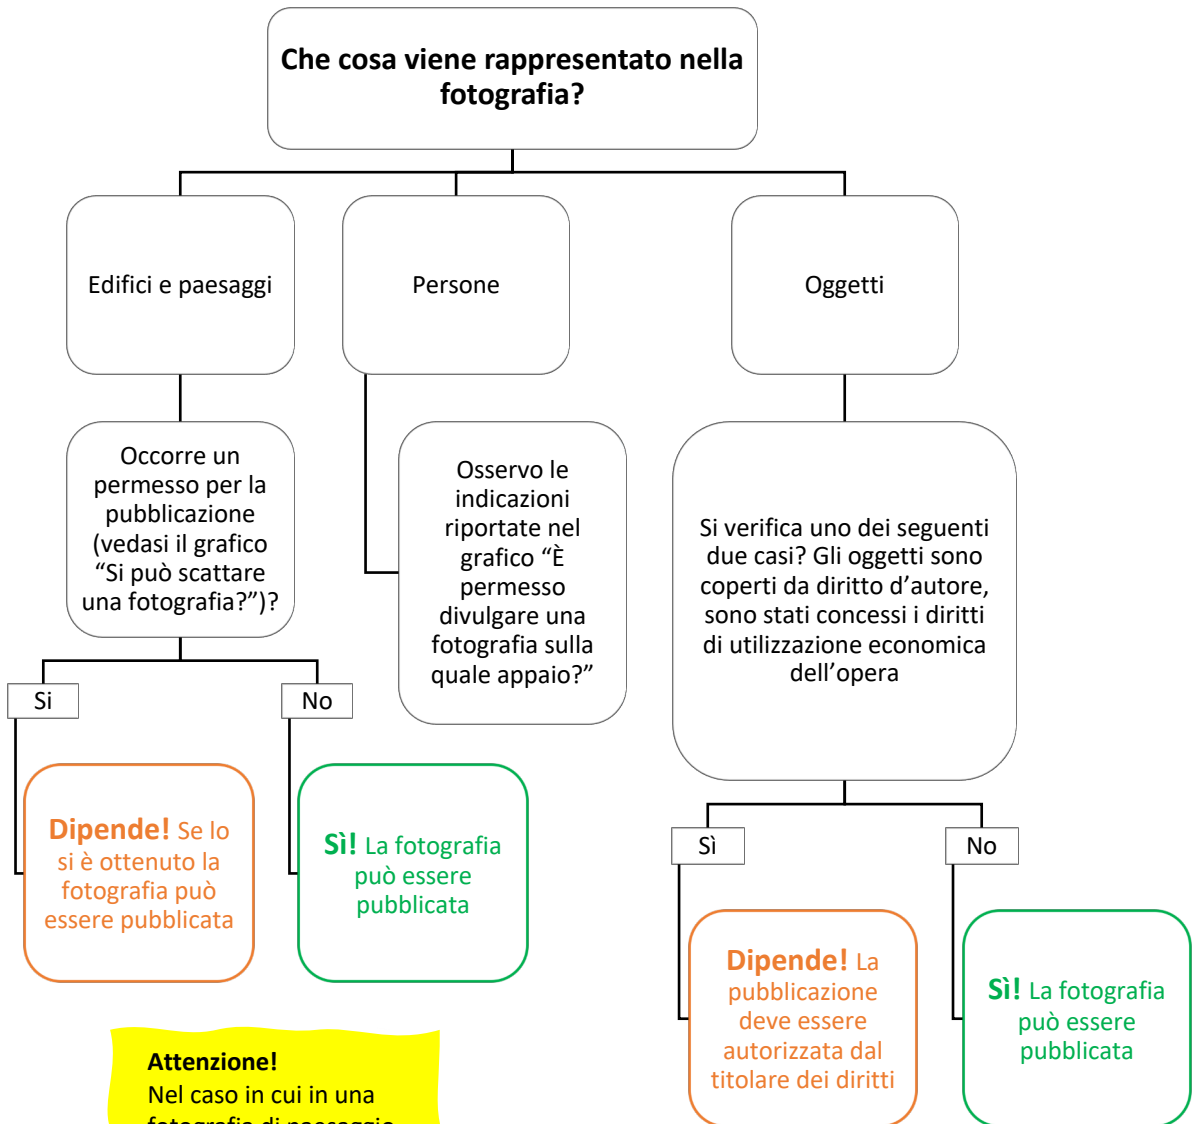 Che cosa viene rappresentato nella
fotografia?
Edifici e paesaggi
Persone
Oggetti
Occorre un
permesso per la
pubblicazione
(vedasi il grafico
“Si può scattare
una fotografia?”)?
Osservo le
indicazioni
riportate nel
grafico “È
permesso
divulgare una
fotografia sulla
quale appaio?”
Si verifica uno dei seguenti
due casi? Gli oggetti sono
coperti da diritto d’autore,
sono stati concessi i diritti
di utilizzazione economica
dell’opera
Si
No
Dipende! Se lo
si è ottenuto la
fotografia può
essere pubblicata
Sì! La fotografia
può essere
pubblicata
Sì
No
Dipende! La
pubblicazione
deve essere
autorizzata dal
titolare dei diritti
Sì! La fotografia
può essere
pubblicata
Attenzione!
Nel caso in cui in una
fotografia di paesaggio